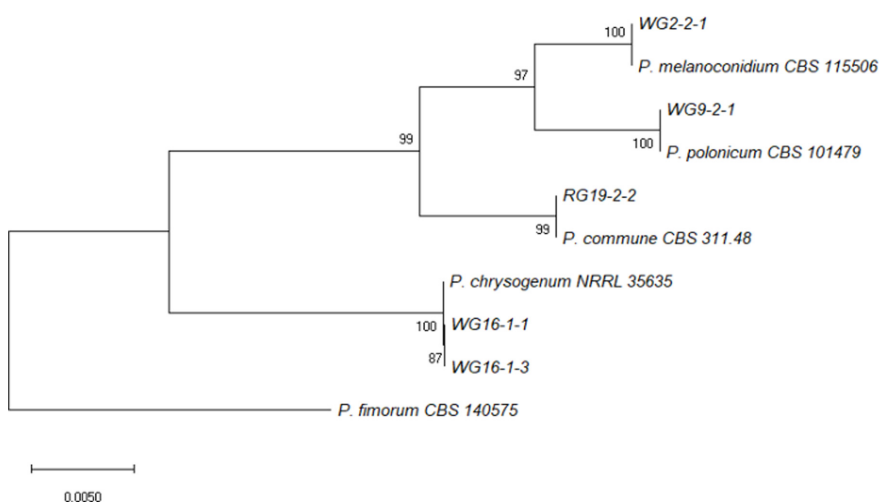 WG2-2-1
100
P. melanoconidium CBS 115506
97
WG9-2-1
100
P. polonicum CBS 101479
99
RG19-2-2
99
P. commune CBS 311.48
P. chrysogenum NRRL 35635
100
WG16-1-1
87
WG16-1-3
P. fimorum CBS 140575
0.0050